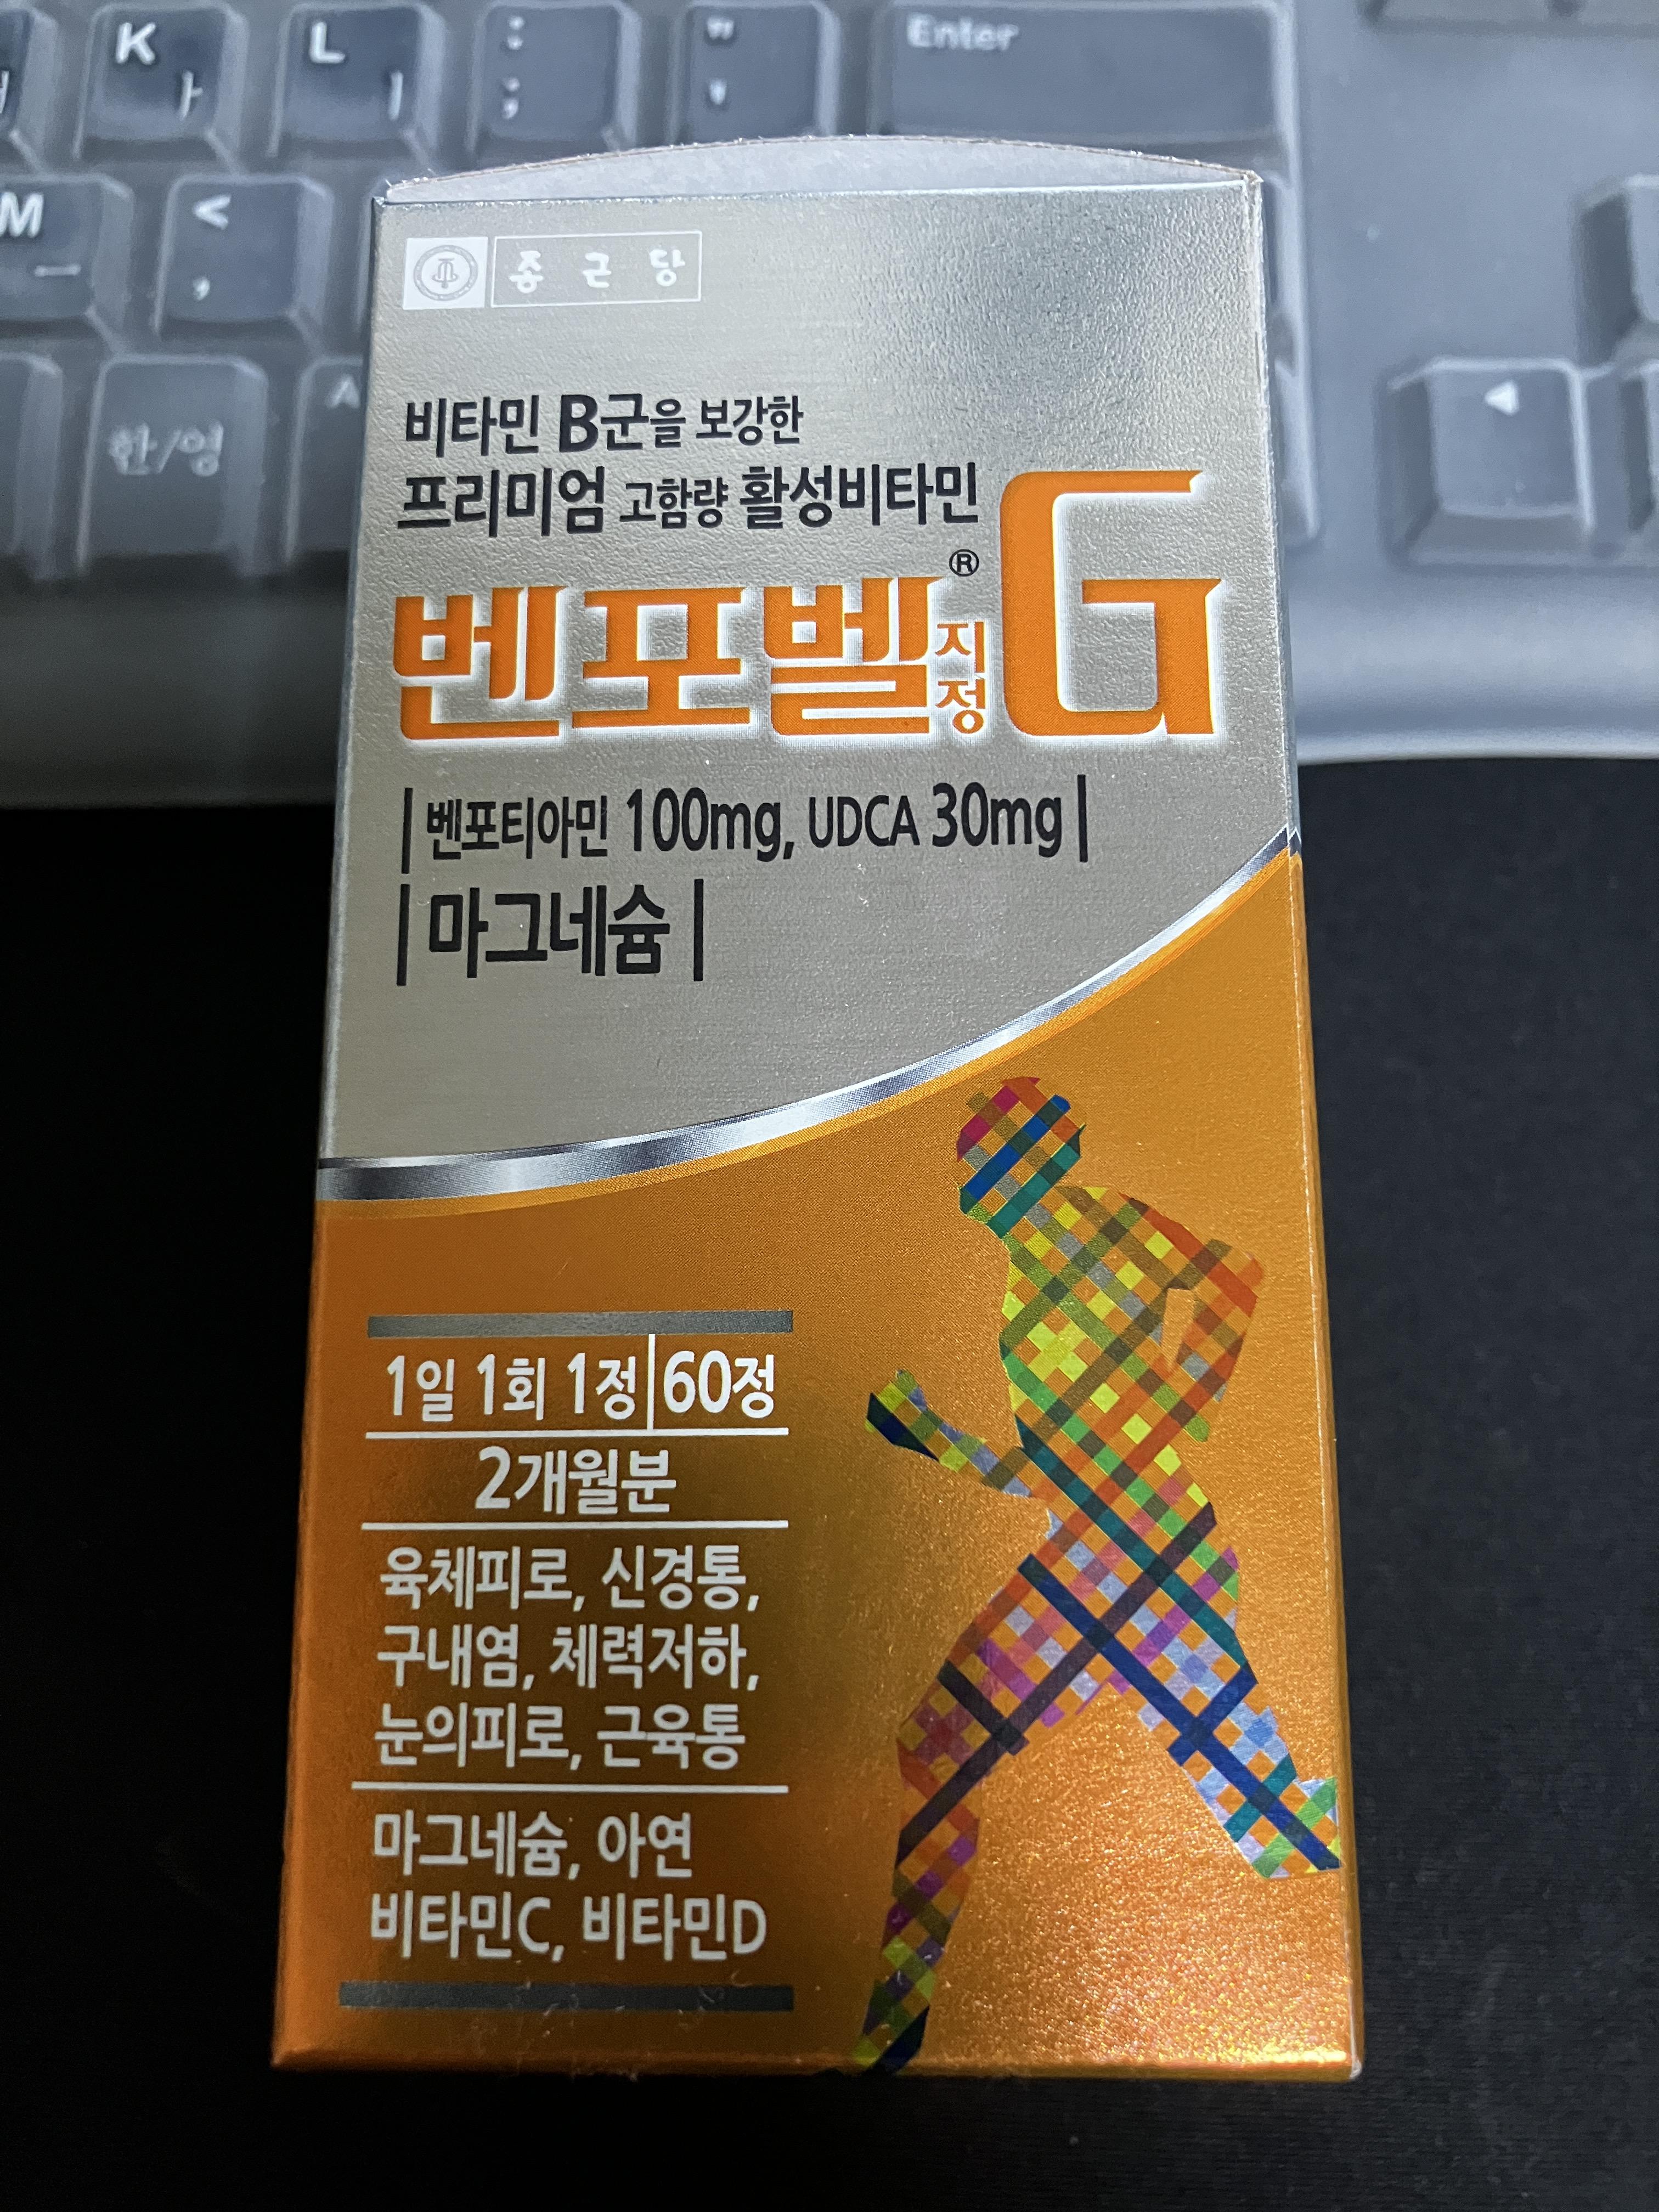 K ㅏ
L ㅣ
: ;
" '
Enter
M ㅡ
< ,
한/영
종근당
비타민 B군을 보강한
프리미엄 고함량 활성비타민
벤포벨®지정G
벤포티아민 100mg, UDCA 30mg
마그네슘
1일 1회 1정 | 60정
2개월분
육체피로, 신경통,
구내염, 체력저하,
눈의피로, 근육통
마그네슘, 아연
비타민C, 비타민D